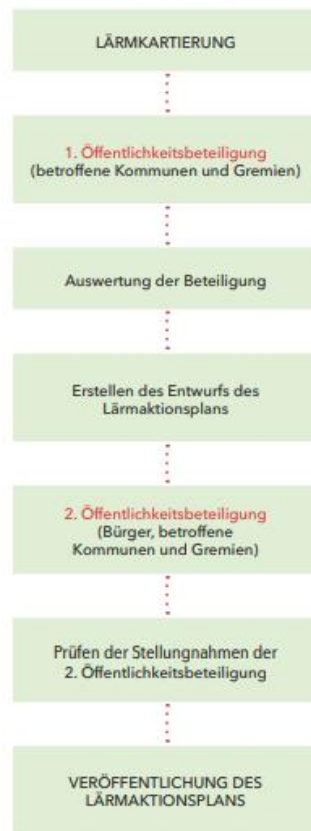 LÄRMKARTIERUNG
1. Öffentlichkeitsbeteiligung
(betroffene Kommunen und Gremien)
Auswertung der Beteiligung
Erstellen des Entwurfs des
Lärmaktionsplans
2. Öffentlichkeitsbeteiligung
(Bürger, betroffene
Kommunen und Gremien)
Prüfen der Stellungnahmen der
2. Öffentlichkeitsbeteiligung
VERÖFFENTLICHUNG DES
LÄRMAKTIONSPLANS